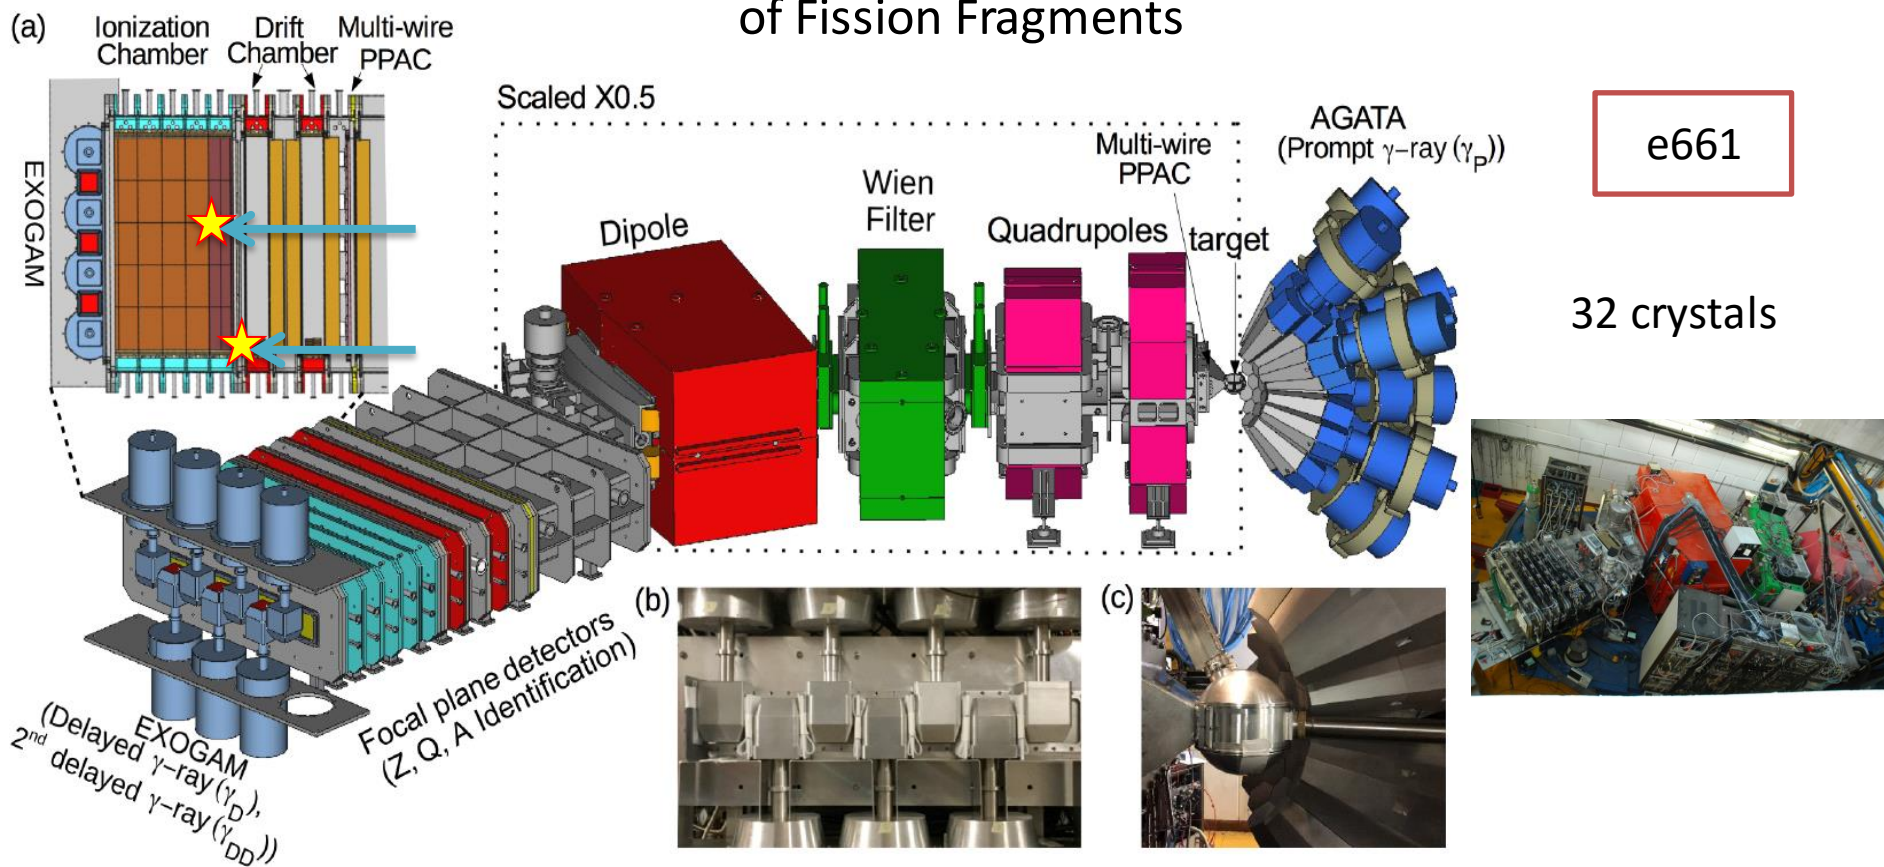 of Fission Fragments
(a)
Ionization
Chamber
Drift
Chamber
Multi-wire
PPAC
EXOGAM
Scaled X0.5
Dipole
Wien
Filter
Quadrupoles
Multi-wire
PPAC
target
AGATA
(Prompt γ-ray (γP))
e661
32 crystals
EXOGAM
(Delayed γ-ray (γD),
2nd delayed γ-ray (γDD))
Focal plane detectors
(Z, Q, A Identification)
(b)
(c)